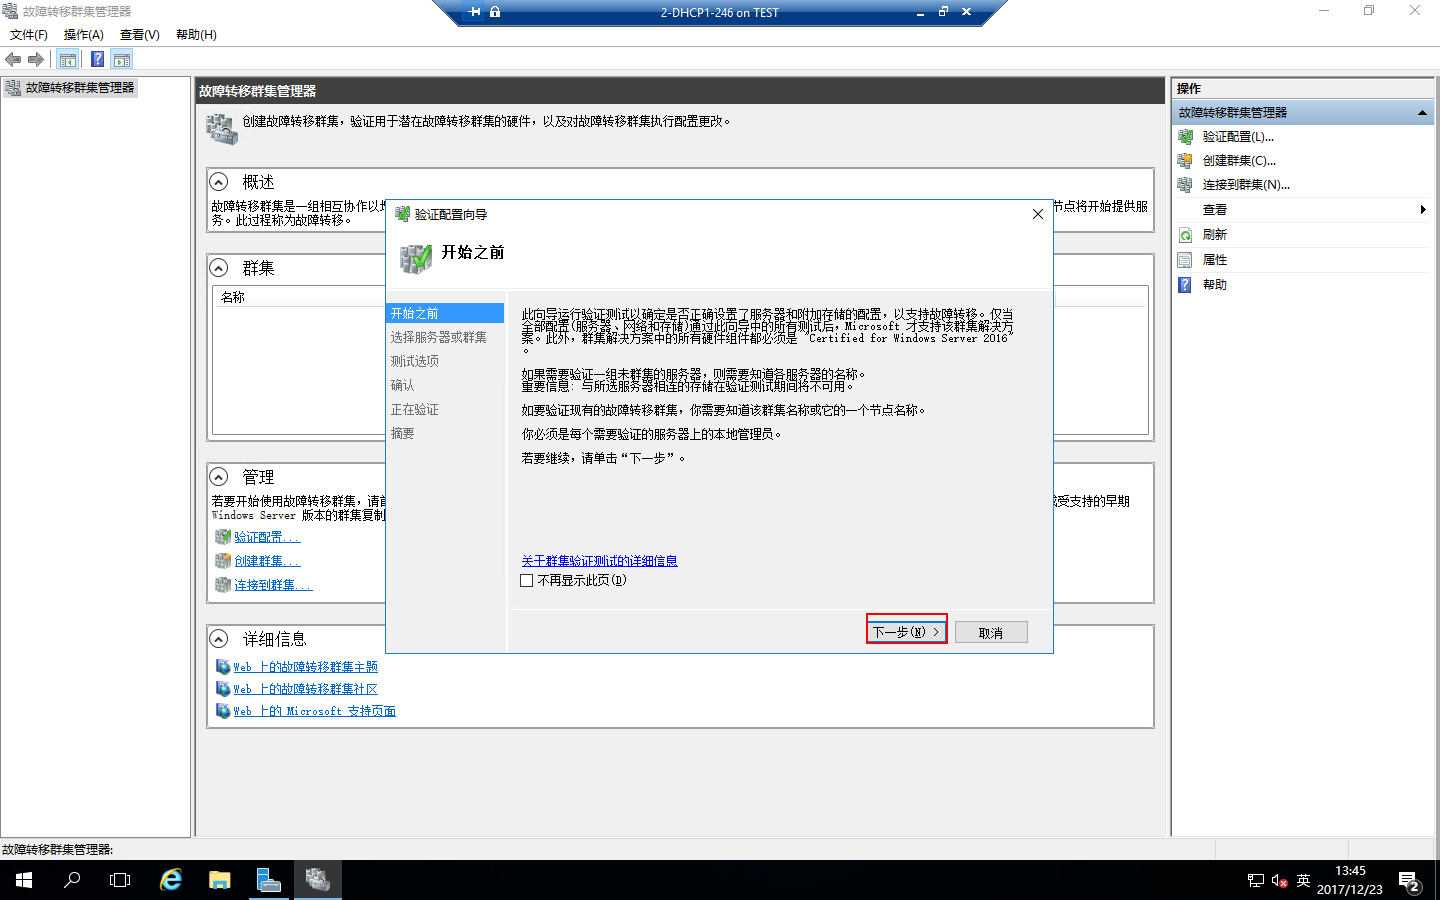 故障转移群集管理器
2-DHCP1-246 on TEST
文件(F) 操作(A) 查看(V) 帮助(H)
故障转移群集管理器
故障转移群集管理器
创建故障转移群集，验证用于潜在故障转移群集的硬件，以及对故障转移群集执行配置更改。
概述
故障转移群集是一组相互协作以
节点将开始提供服
务。此过程称为故障转移。
群集
名称
管理
若要开始使用故障转移群集，请
受支持的早期
Windows Server 版本的群集复制
验证配置...
创建群集...
连接到群集...
详细信息
Web 上的故障转移群集主题
Web 上的故障转移群集社区
Web 上的 Microsoft 支持页面
验证配置向导
开始之前
开始之前
选择服务器或群集
测试选项
确认
正在验证
摘要
此向导运行验证测试以确定是否正确设置了服务器和附加存储的配置，以支持故障转移。仅当
全部配置(服务器、网络和存储)通过此向导中的所有测试后，Microsoft 才支持该群集解决方
案。此外，群集解决方案中的所有硬件组件都必须是 "Certified for Windows Server 2016"
。
如果需要验证一组未群集的服务器，则需要知道各服务器的名称。
重要信息: 与所选服务器相连的存储在验证测试期间将不可用。
如要验证现有的故障转移群集，你需要知道该群集名称或它的一个节点名称。
你必须是每个需要验证的服务器上的本地管理员。
若要继续，请单击“下一步”。
关于群集验证测试的详细信息
不再显示此页(D)
下一步(N) >
取消
操作
故障转移群集管理器
验证配置(L)...
创建群集(C)...
连接到群集(N)...
查看
刷新
属性
帮助
故障转移群集管理器:
英
13:45
2017/12/23
2